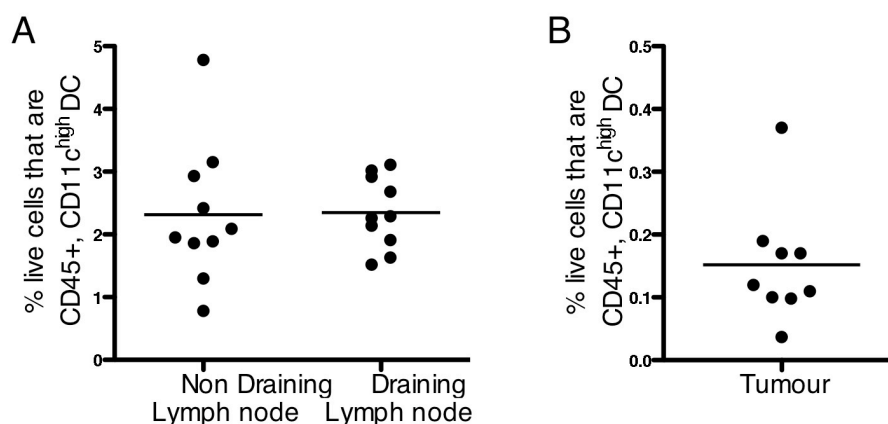 A
% live cells that are
CD45+, CD11c^high DC
5
4
3
2
1
0
Non Draining
Lymph node
Draining
Lymph node
B
% live cells that are
CD45+, CD11c^high DC
0.5
0.4
0.3
0.2
0.1
0.0
Tumour